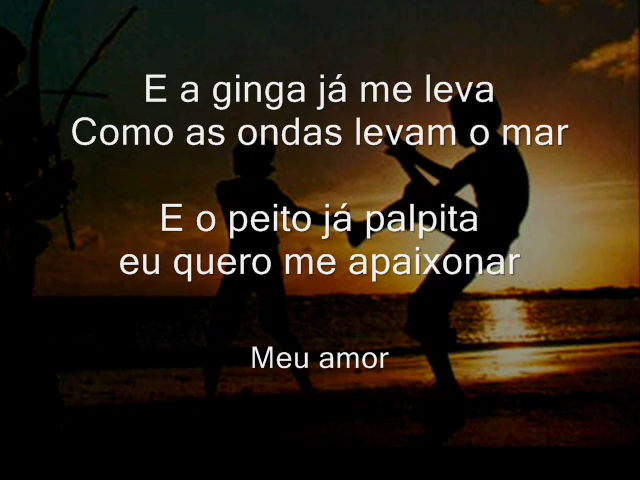 E a ginga já me leva
Como as ondas levam o mar
E o peito já palpita
eu quero me apaixonar
Meu amor